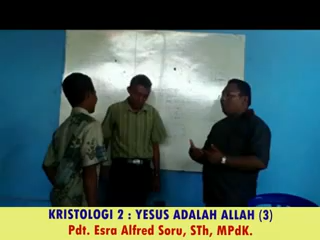 KRISTOLOGI 2 : YESUS ADALAH ALLAH (3)
Pdt. Esra Alfred Soru, STh, MPdK.